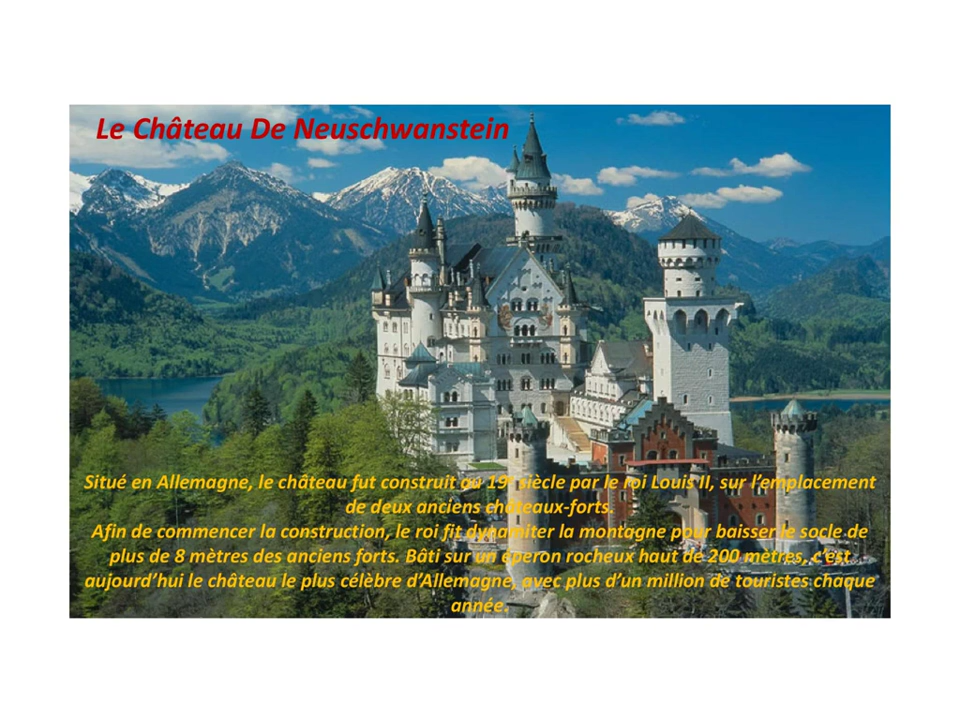 Le Château De Neuschwanstein
Situé en Allemagne, le château fut construit au 19e siècle par le roi Louis II, sur l’emplacement
de deux anciens châteaux-forts.
Afin de commencer la construction, le roi fit dynamiter la montagne pour baisser le socle de
plus de 8 mètres des anciens forts. Bâti sur un éperon rocheux haut de 200 mètres, c’est
aujourd’hui le château le plus célèbre d’Allemagne, avec plus d’un million de touristes chaque
année.